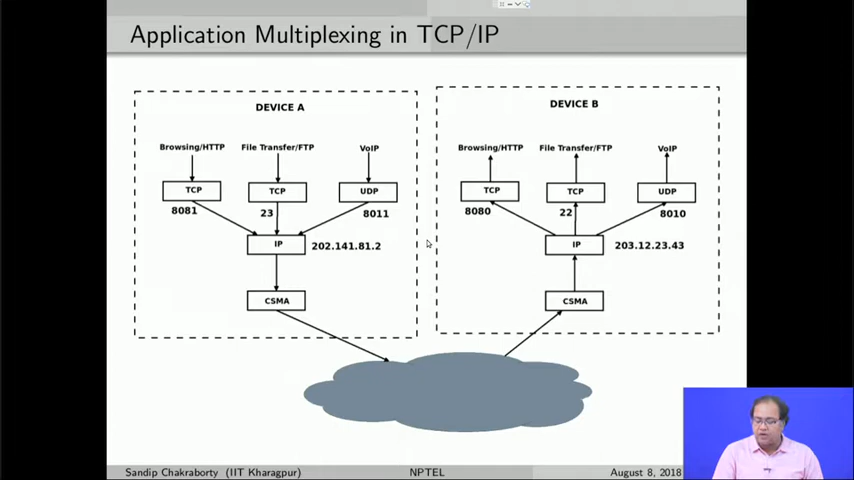 Application Multiplexing in TCP/IP
DEVICE A
Browsing/HTTP File Transfer/FTP VoIP
TCP TCP UDP
8081 23 8011
IP 202.141.81.2
CSMA
DEVICE B
Browsing/HTTP File Transfer/FTP VoIP
TCP TCP UDP
8080 22 8010
IP 203.12.23.43
CSMA
Sandip Chakraborty (IIT Kharagpur) NPTEL August 8, 2018